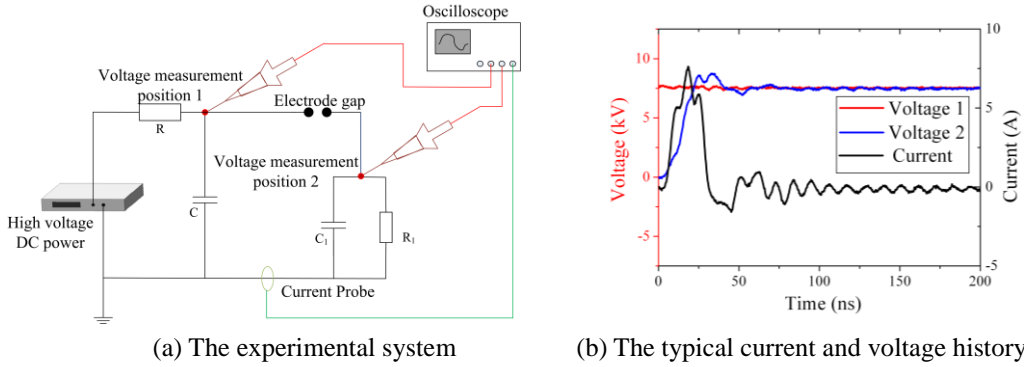 Oscilloscope
Voltage measurement
position 1
R
Electrode gap
Voltage measurement
position 2
High voltage
DC power
C
C1
R1
Current Probe
(a) The experimental system
10
5
0
-5
Voltage (kV)
10
5
0
-5
Current (A)
Voltage 1
Voltage 2
Current
0
50
100
150
200
Time (ns)
(b) The typical current and voltage history